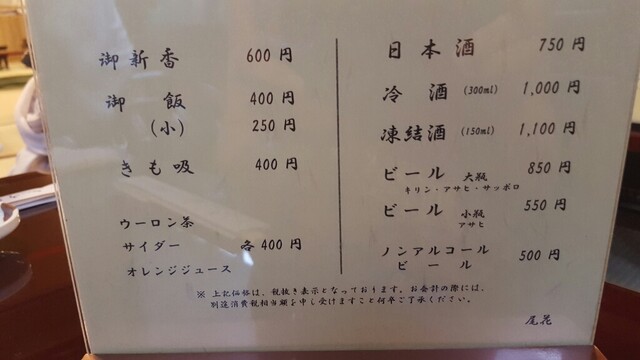 御新香 600円
御飯 400円
(小) 250円
きも吸 400円
ウーロン茶
サイダー 各400円
オレンジジュース
日本酒 750円
冷酒 (300ml) 1,000円
凍結酒 (150ml) 1,100円
ビール 大瓶 850円
キリン・アサヒ・サッポロ
ビール 小瓶 550円
アサヒ
ノンアルコール
ビール 500円
※ 上記価格は、税抜き表示となっております。お会計の際には、
別途消費税相当額を申し受けますこと何卒ご了承ください。
尾花